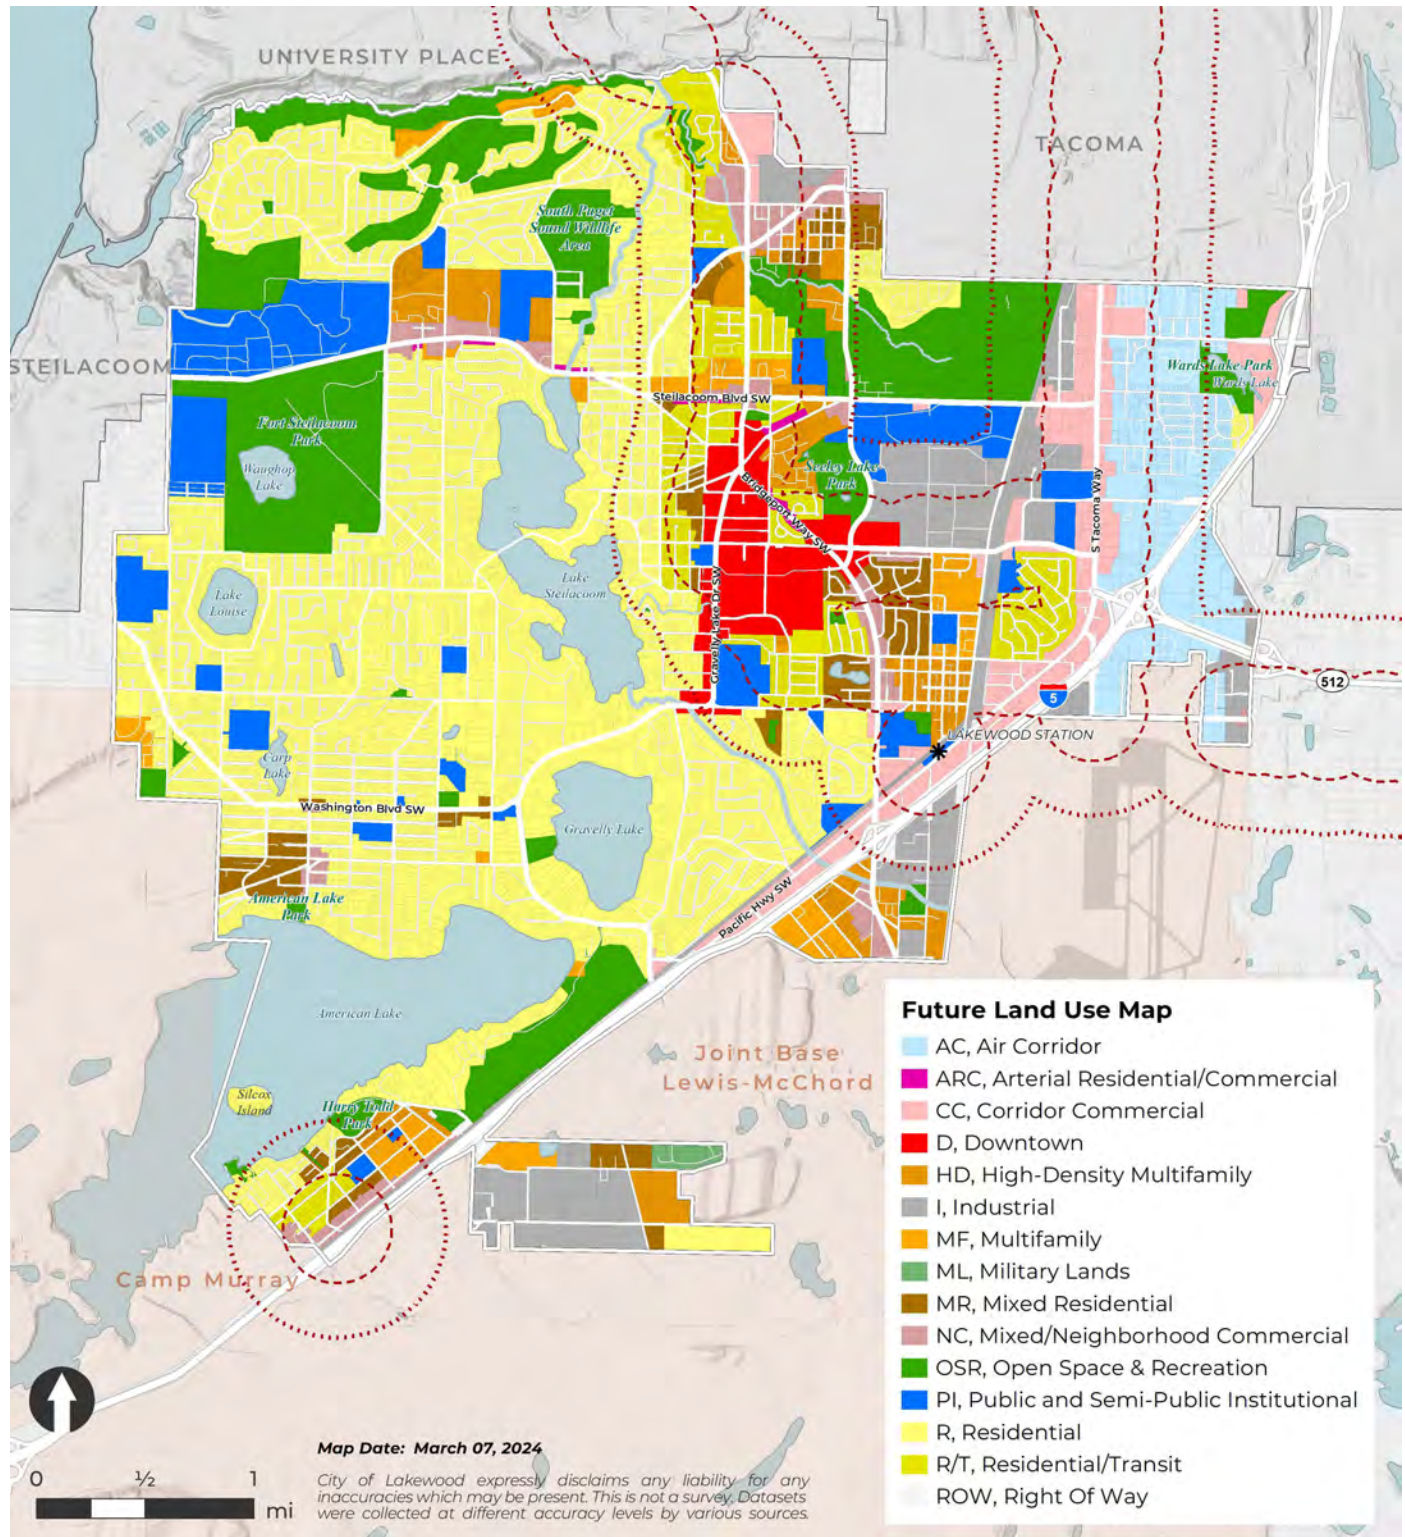 UNIVERSITY PLACE
TACOMA
South Puget
Sound Wildlife
Area
STEILACOOM
Wards Lake Park
Wards Lake
Steilacoom Blvd SW
Fort Steilacoom
Park
Waughop
Lake
Seeley Lake
Park
Bridgeport Way SW
S Tacoma Way
Lake
Steilacoom
Lake
Louise
Gravelly Lake Dr SW
512
5
LAKEWOOD STATION
Carp
Lake
Washington Blvd SW
Gravelly Lake
American Lake
Park
Pacific Hwy SW
American Lake
Joint Base
Lewis-McChord
Silcox
Island
Harry Todd
Park
Camp Murray
Future Land Use Map
AC, Air Corridor
ARC, Arterial Residential/Commercial
CC, Corridor Commercial
D, Downtown
HD, High-Density Multifamily
I, Industrial
MF, Multifamily
ML, Military Lands
MR, Mixed Residential
NC, Mixed/Neighborhood Commercial
OSR, Open Space & Recreation
PI, Public and Semi-Public Institutional
R, Residential
R/T, Residential/Transit
ROW, Right Of Way
0 ½ 1
mi
Map Date: March 07, 2024
City of Lakewood expressly disclaims any liability for any
inaccuracies which may be present. This is not a survey. Datasets
were collected at different accuracy levels by various sources.